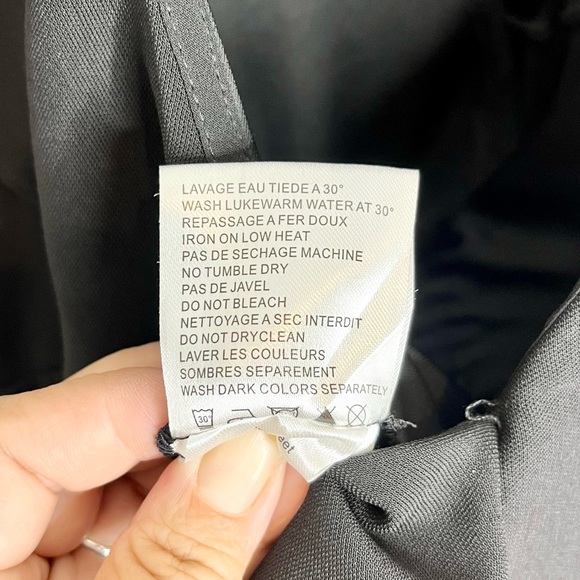 LAVAGE EAU TIEDE A 30°
WASH LUKEWARM WATER AT 30°
REPASSAGE A FER DOUX
IRON ON LOW HEAT
PAS DE SECHAGE MACHINE
NO TUMBLE DRY
PAS DE JAVEL
DO NOT BLEACH
NETTOYAGE A SEC INTERDIT
DO NOT DRYCLEAN
LAVER LES COULEURS
SOMBRES SEPAREMENT
WASH DARK COLORS SEPARATELY
30°